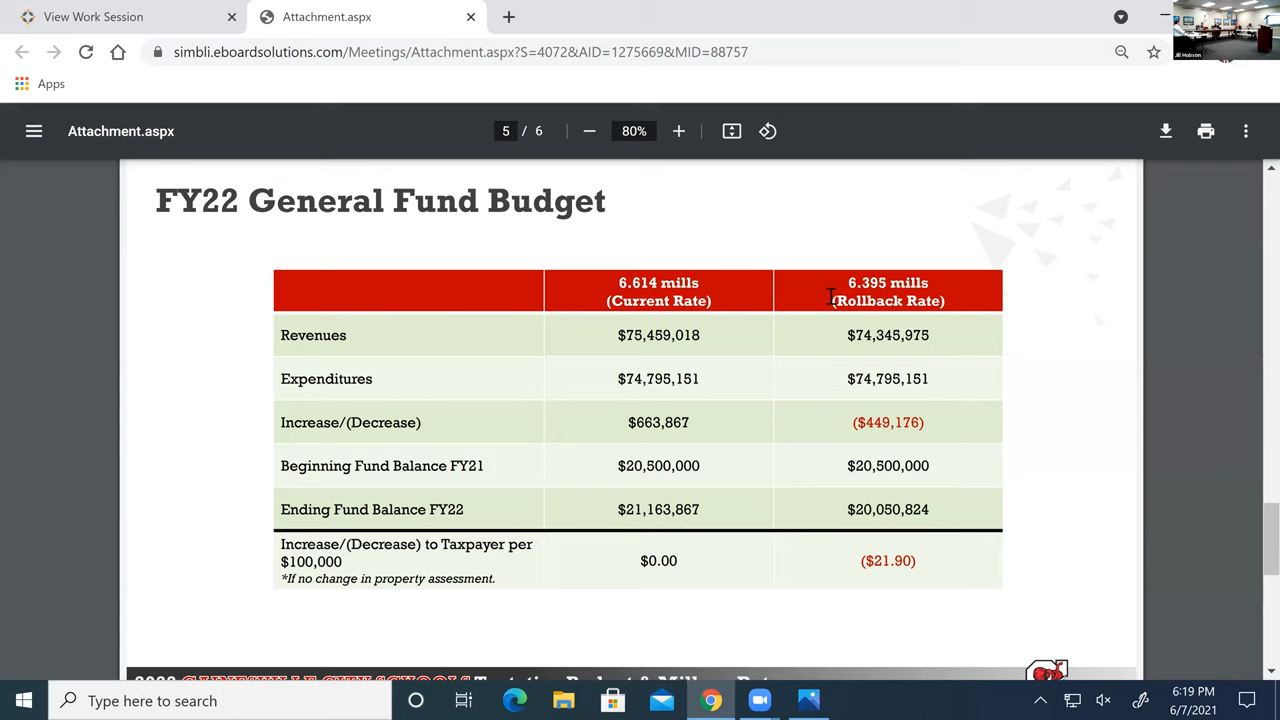 View Work Session
Attachment.aspx
simbli.eboardsolutions.com/Meetings/Attachment.aspx?S=4072&AID=1275669&MID=88757
Jill Hobson
Apps
Attachment.aspx
5 / 6
80%
FY22 General Fund Budget
6.614 mills
(Current Rate)
6.395 mills
(Rollback Rate)
Revenues $75,459,018 $74,345,975
Expenditures $74,795,151 $74,795,151
Increase/(Decrease) $663,867 ($449,176)
Beginning Fund Balance FY21 $20,500,000 $20,500,000
Ending Fund Balance FY22 $21,163,867 $20,050,824
Increase/(Decrease) to Taxpayer per
$100,000
*If no change in property assessment.
$0.00 ($21.90)
Type here to search
6:19 PM
6/7/2021